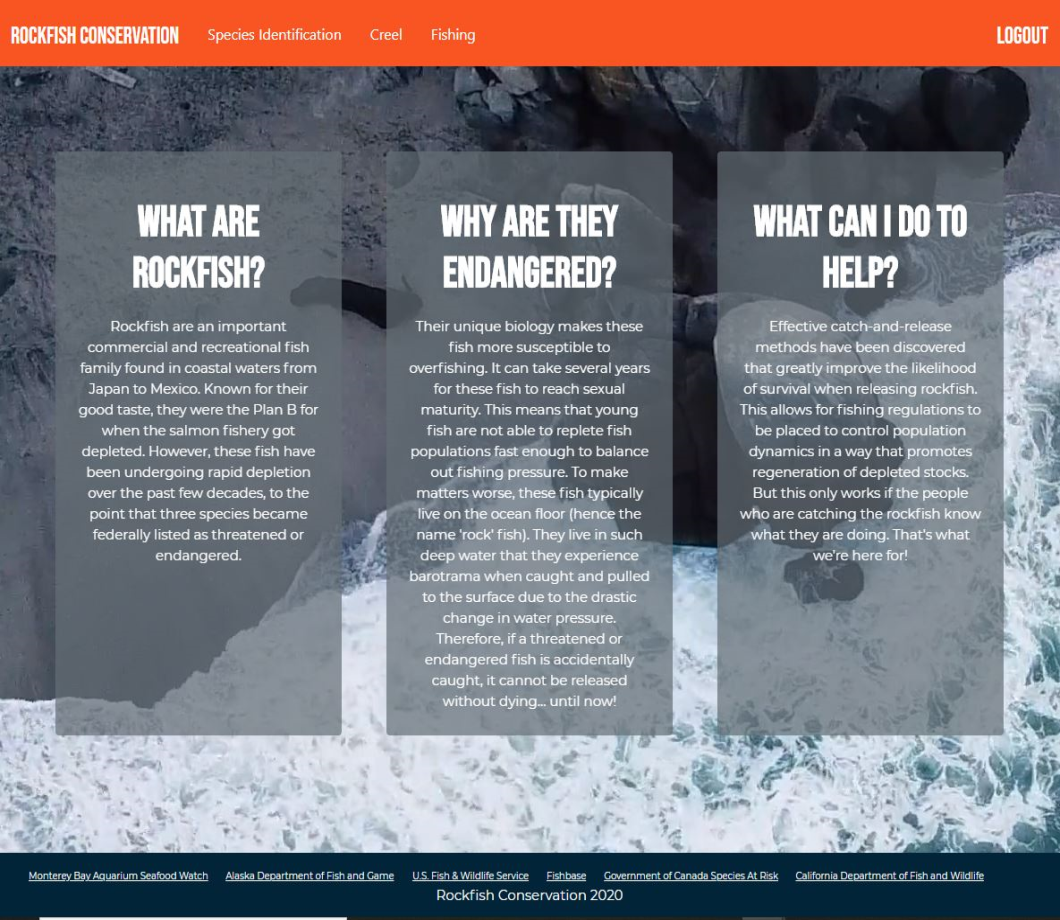 ROCKFISH CONSERVATION Species Identification Creel Fishing LOGOUT
WHAT ARE
ROCKFISH?
Rockfish are an important
commercial and recreational fish
family found in coastal waters from
Japan to Mexico. Known for their
good taste, they were the Plan B for
when the salmon fishery got
depleted. However, these fish have
been undergoing rapid depletion
over the past few decades, to the
point that three species became
federally listed as threatened or
endangered.
WHY ARE THEY
ENDANGERED?
Their unique biology makes these
fish more susceptible to
overfishing. It can take several years
for these fish to reach sexual
maturity. This means that young
fish are not able to replete fish
populations fast enough to balance
out fishing pressure. To make
matters worse, these fish typically
live on the ocean floor (hence the
name ‘rock’ fish). They live in such
deep water that they experience
barotrama when caught and pulled
to the surface due to the drastic
change in water pressure.
Therefore, if a threatened or
endangered fish is accidentally
caught, it cannot be released
without dying... until now!
WHAT CAN I DO TO
HELP?
Effective catch-and-release
methods have been discovered
that greatly improve the likelihood
of survival when releasing rockfish.
This allows for fishing regulations to
be placed to control population
dynamics in a way that promotes
regeneration of depleted stocks.
But this only works if the people
who are catching the rockfish know
what they are doing. That's what
we're here for!
Monterey Bay Aquarium Seafood Watch Alaska Department of Fish and Game U.S. Fish & Wildlife Service Fishbase Government of Canada Species At Risk California Department of Fish and Wildlife
Rockfish Conservation 2020